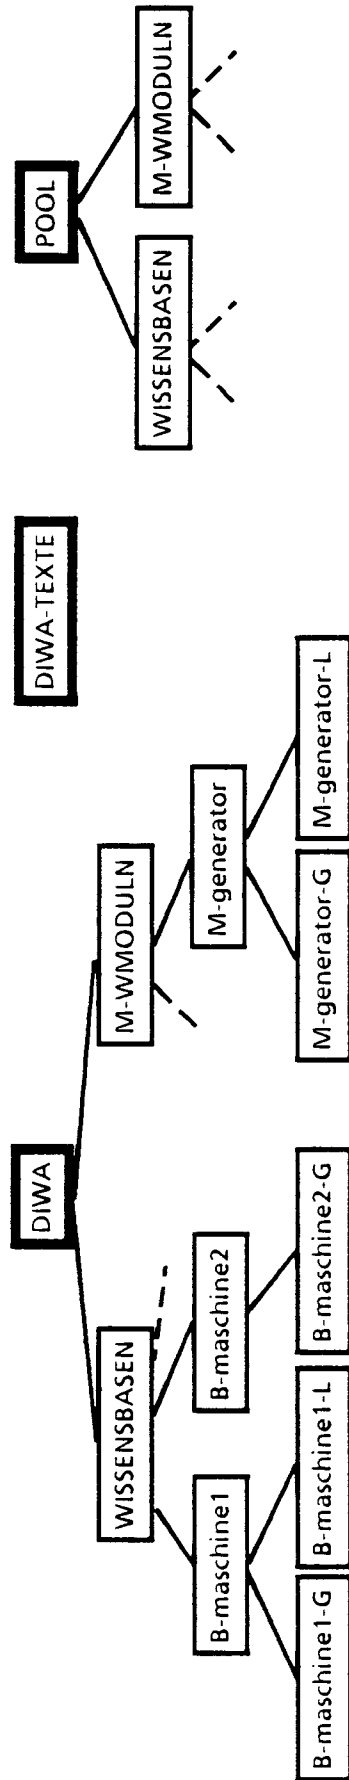 DIWA
DIWA-TEXTE
POOL
WISSENSBASEN
M-WMODULN
WISSENSBASEN
M-WMODULN
B-maschine1
B-maschine2
M-generator
B-maschine1-G
B-maschine1-L
B-maschine2-G
M-generator-G
M-generator-L